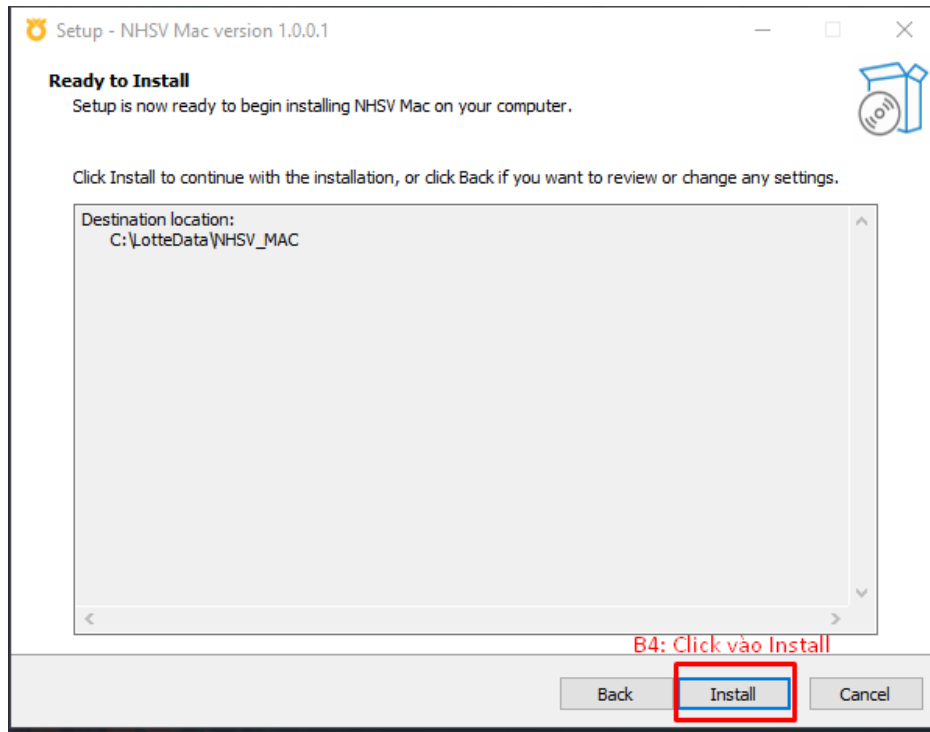 Setup - NHSV Mac version 1.0.0.1
Ready to Install
Setup is now ready to begin installing NHSV Mac on your computer.
Click Install to continue with the installation, or click Back if you want to review or change any settings.
Destination location:
C:\LotteData\NHSV_MAC
B4: Click vào Install
Back Install Cancel